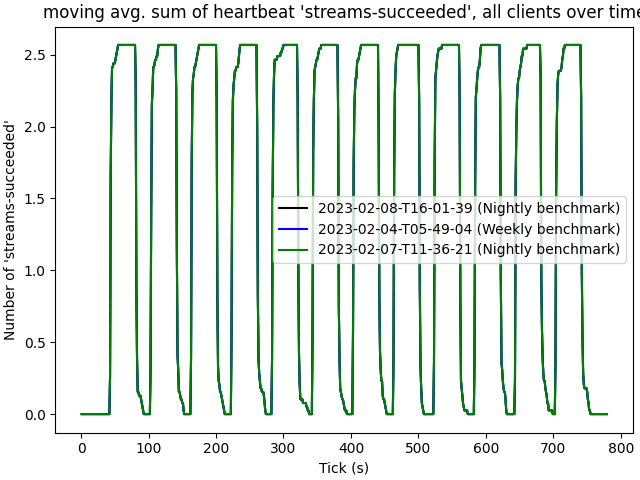 moving avg. sum of heartbeat 'streams-succeeded', all clients over time
Number of 'streams-succeeded'
2.5
2.0
1.5
1.0
0.5
0.0
2023-02-08-T16-01-39 (Nightly benchmark)
2023-02-04-T05-49-04 (Weekly benchmark)
2023-02-07-T11-36-21 (Nightly benchmark)
0 100 200 300 400 500 600 700 800
Tick (s)